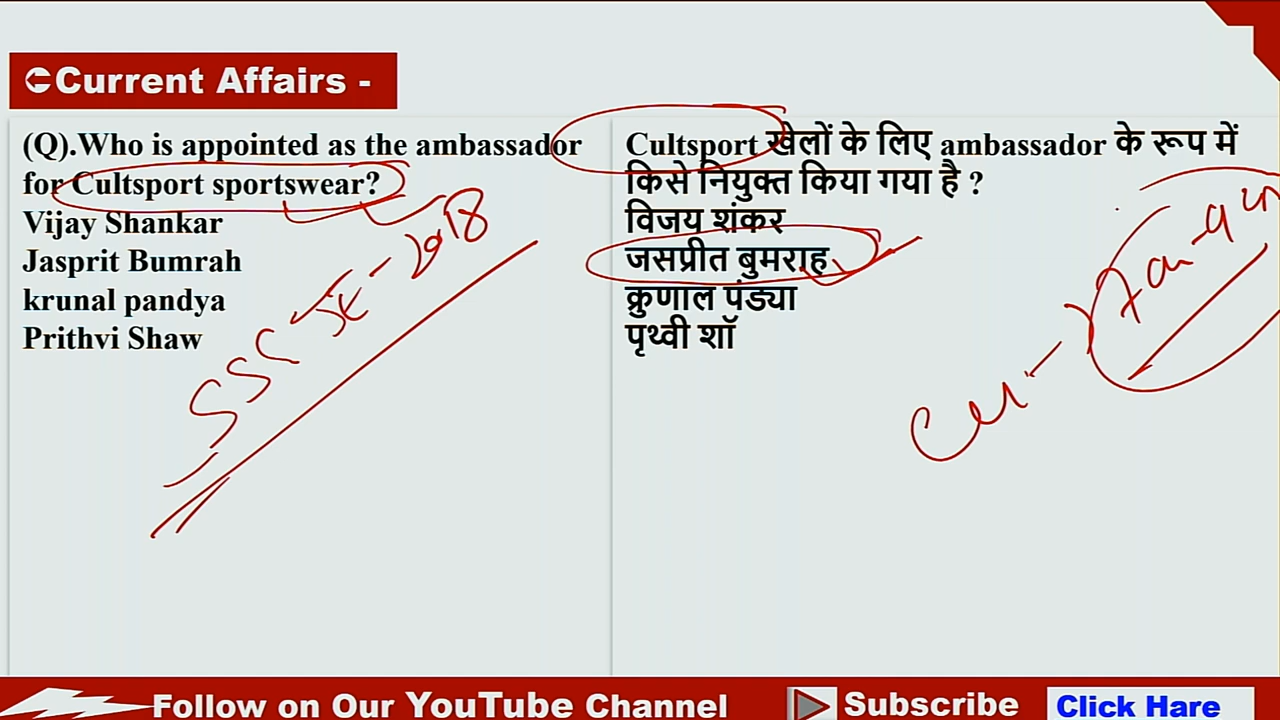 Current Affairs -
(Q).Who is appointed as the ambassador
for Cultsport sportswear?
Vijay Shankar
Jasprit Bumrah
krunal pandya
Prithvi Shaw
SSC JE - 2018
Cultsport खेलों के लिए ambassador के रूप में
किसे नियुक्त किया गया है ?
विजय शंकर
जसप्रीत बुमराह
क्रुणाल पंड्या
पृथ्वी शॉ
Follow on Our YouTube Channel
Subscribe
Click Hare